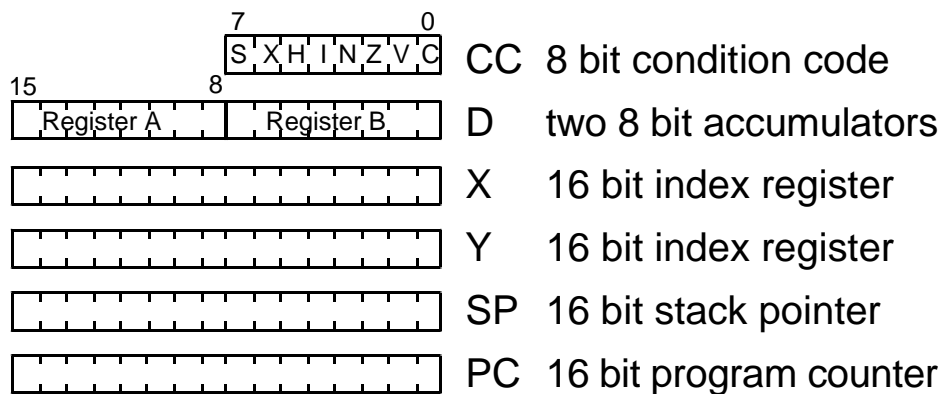 7 0
S X H I N Z V C CC 8 bit condition code
15 8
Register A Register B D two 8 bit accumulators
X 16 bit index register
Y 16 bit index register
SP 16 bit stack pointer
PC 16 bit program counter